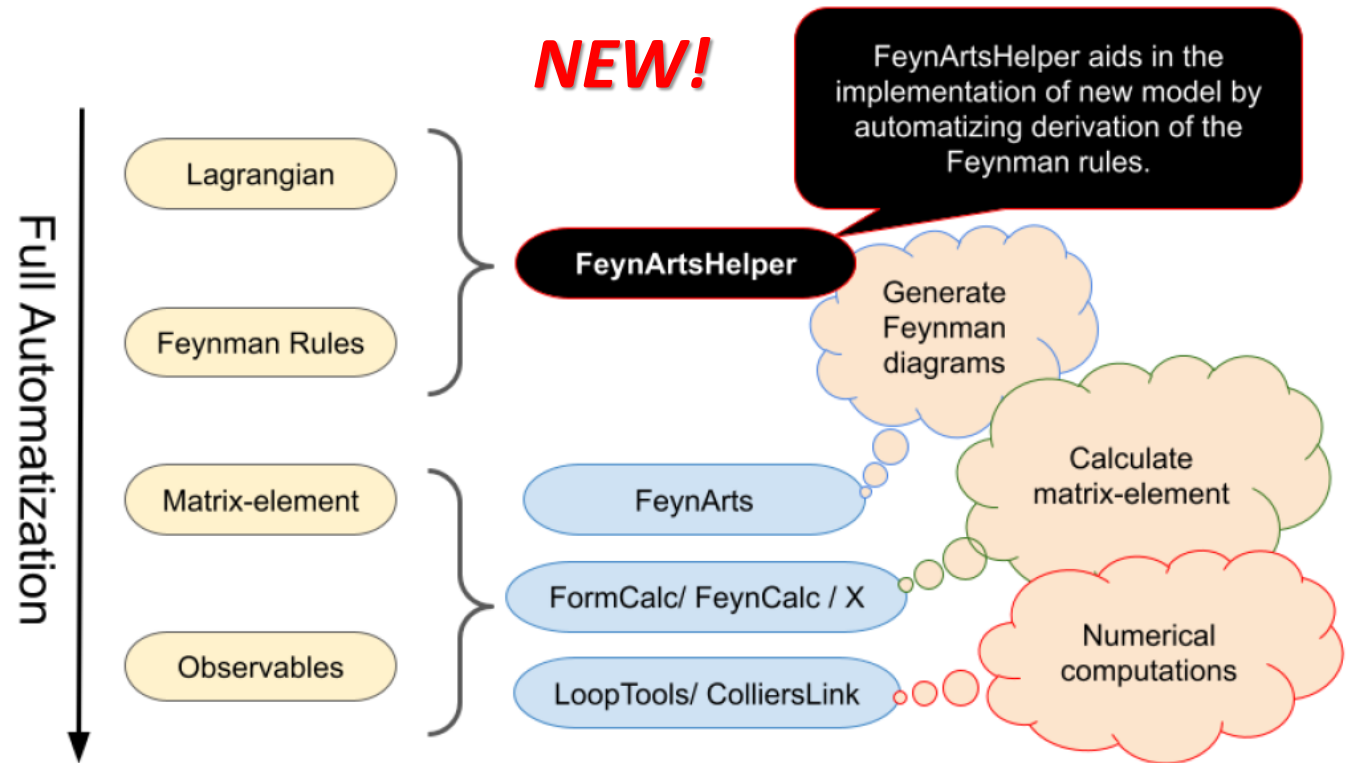 NEW!
FeynArtsHelper aids in the
implementation of new model by
automatizing derivation of the
Feynman rules.
Full Automatization
Lagrangian
FeynArtsHelper
Generate
Feynman
diagrams
Feynman Rules
Calculate
matrix-element
Matrix-element
FeynArts
FormCalc/ FeynCalc / X
Numerical
computations
Observables
LoopTools/ ColliersLink